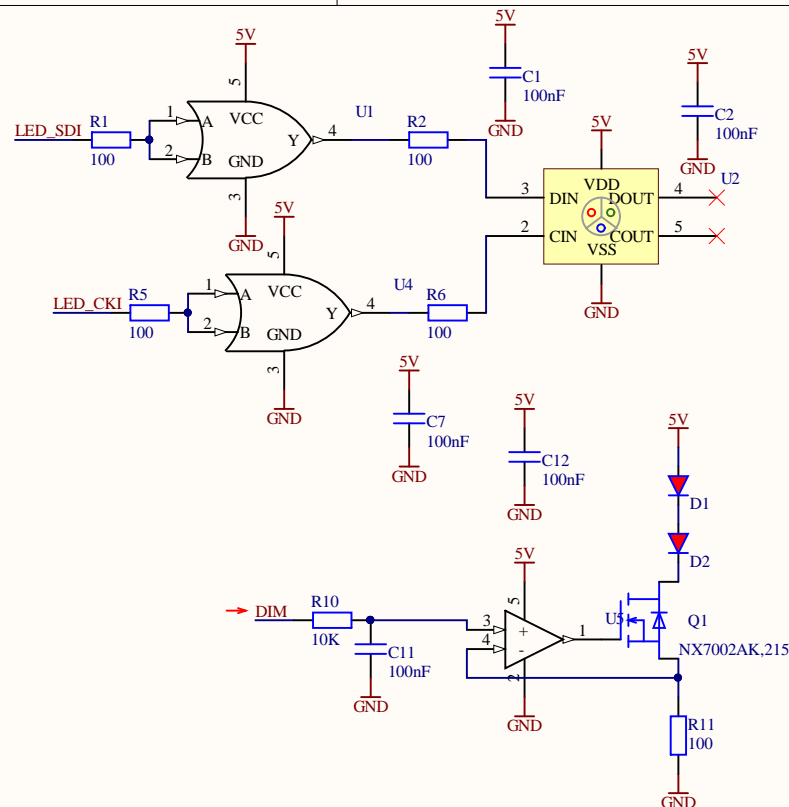 5V
5
LED_SDI
R1
100
1
A
2
B
VCC
GND
Y
4
U1
3
GND
R2
100
5V
C1
100nF
GND
5V
C2
100nF
GND
5V
3
DIN
2
CIN
VDD
DOUT
4
U2
COUT
5
VSS
GND
5V
5
LED_CKI
R5
100
1
A
2
B
VCC
GND
Y
4
U4
3
GND
R6
100
5V
C7
100nF
GND
5V
C12
100nF
GND
5V
D1
D2
DIM
R10
10K
C11
100nF
GND
5V
5
3
4
+
-
1
2
GND
U5
Q1
NX7002AK,215
R11
100
GND